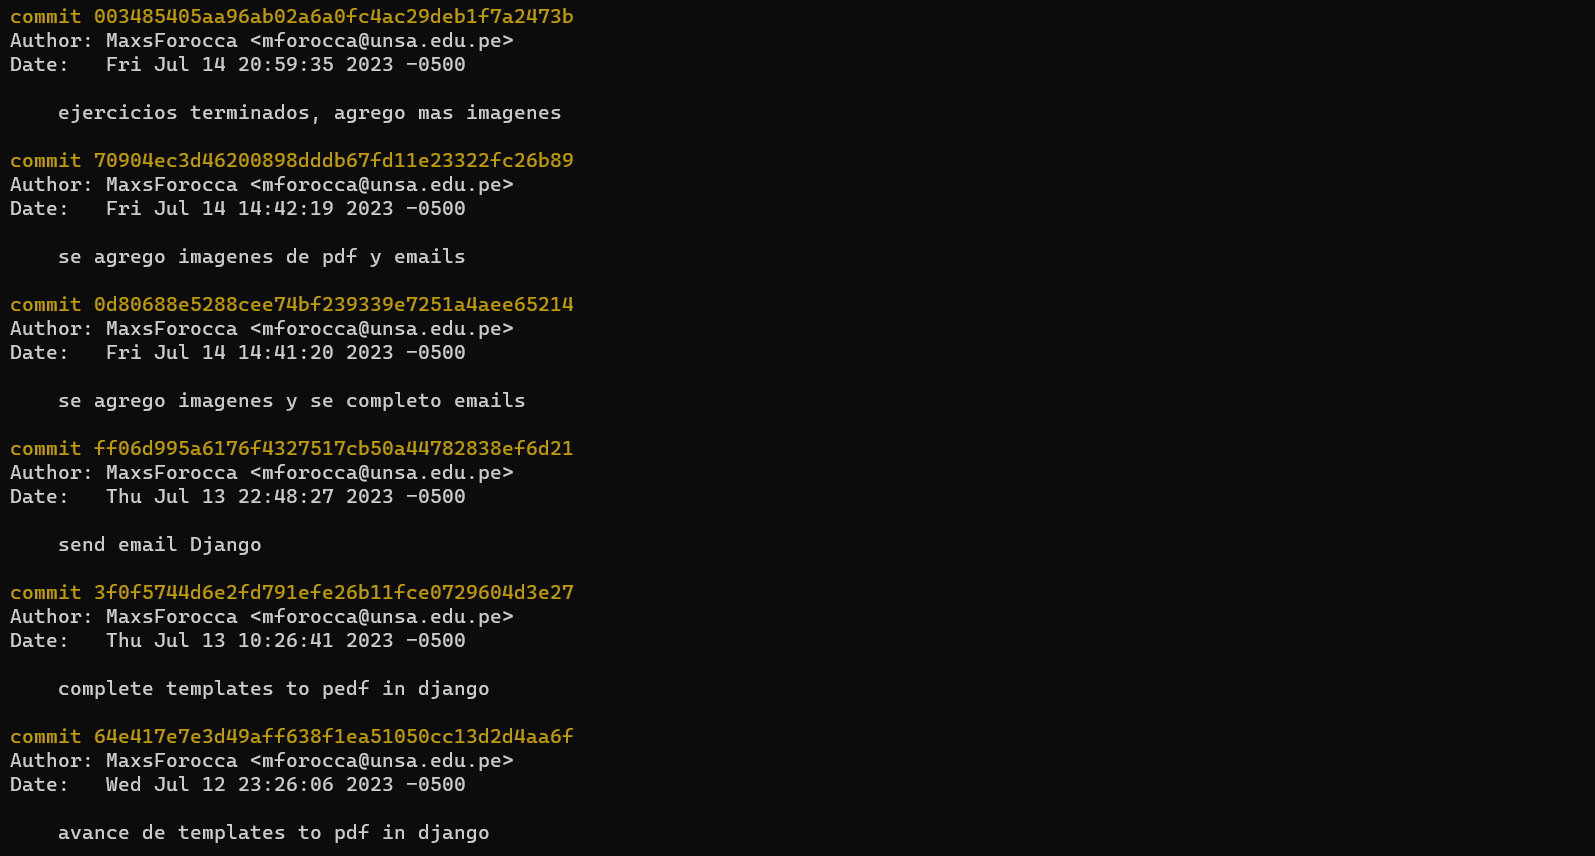 commit 003485405aa96ab02a6a0fc4ac29deb1f7a2473b
Author: MaxsForocca <mforocca@unsa.edu.pe>
Date:   Fri Jul 14 20:59:35 2023 -0500
ejercicios terminados, agrego mas imagenes
commit 70904ec3d46200898dddb67fd11e23322fc26b89
Author: MaxsForocca <mforocca@unsa.edu.pe>
Date:   Fri Jul 14 14:42:19 2023 -0500
se agrego imagenes de pdf y emails
commit 0d80688e5288cee74bf239339e7251a4aee65214
Author: MaxsForocca <mforocca@unsa.edu.pe>
Date:   Fri Jul 14 14:41:20 2023 -0500
se agrego imagenes y se completo emails
commit ff06d995a6176f4327517cb50a44782838ef6d21
Author: MaxsForocca <mforocca@unsa.edu.pe>
Date:   Thu Jul 13 22:48:27 2023 -0500
send email Django
commit 3f0f5744d6e2fd791efe26b11fce0729604d3e27
Author: MaxsForocca <mforocca@unsa.edu.pe>
Date:   Thu Jul 13 10:26:41 2023 -0500
complete templates to pedf in django
commit 64e417e7e3d49aff638f1ea51050cc13d2d4aa6f
Author: MaxsForocca <mforocca@unsa.edu.pe>
Date:   Wed Jul 12 23:26:06 2023 -0500
avance de templates to pdf in django